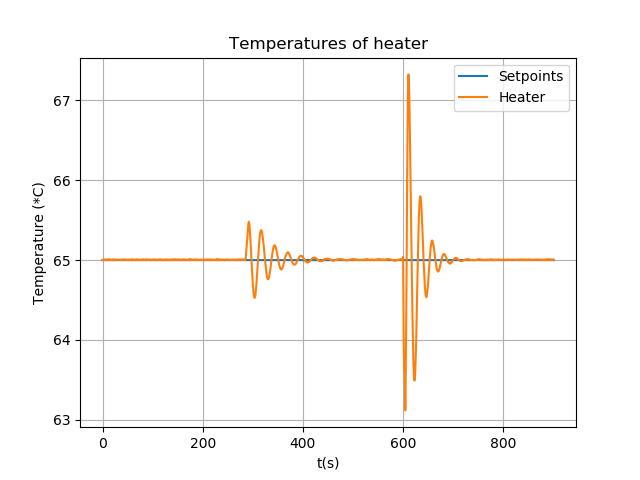 Temperatures of heater
Setpoints
Heater
67
66
65
64
63
Temperature (*C)
0 200 400 600 800
t(s)